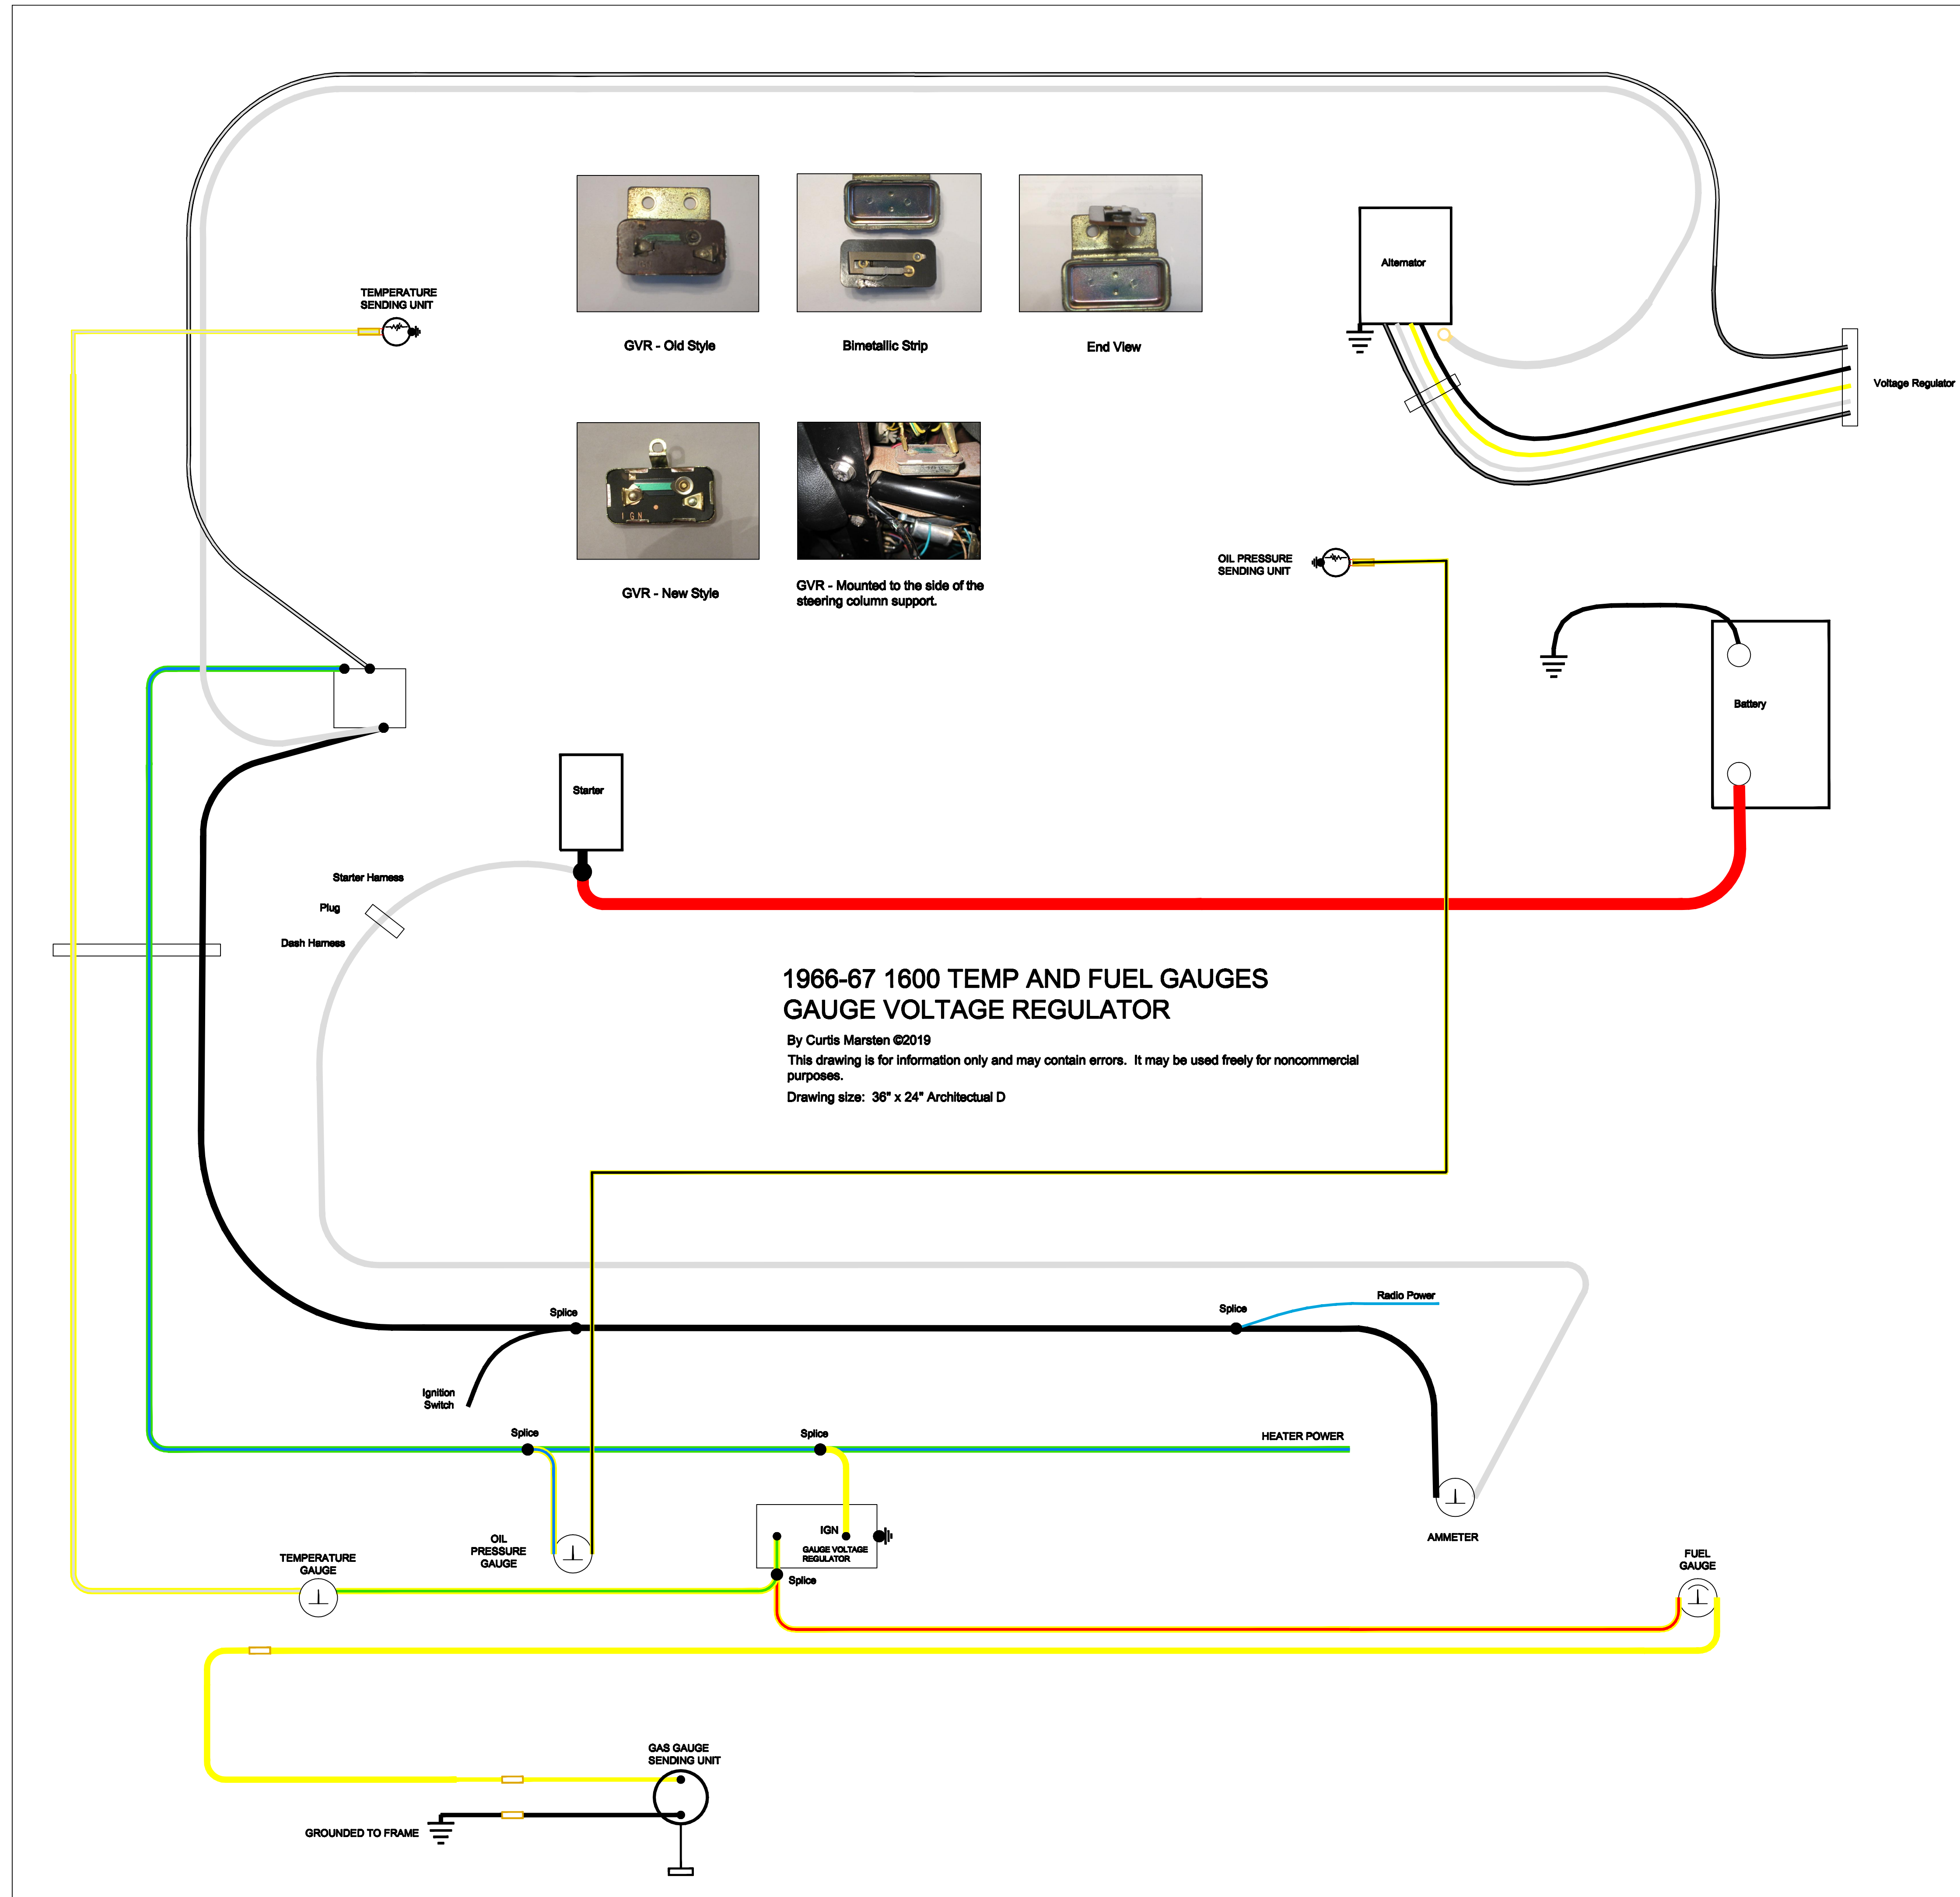 TEMPERATURE
SENDING UNIT
GVR - Old Style
Bimetallic Strip
End View
Alternator
Voltage Regulator
IGN
GVR - New Style
GVR - Mounted to the side of the
steering column support.
OIL PRESSURE
SENDING UNIT
Battery
Starter
Starter Harness
Plug
Dash Harness
1966-67 1600 TEMP AND FUEL GAUGES
GAUGE VOLTAGE REGULATOR
By Curtis Marsten ©2019
This drawing is for information only and may contain errors.  It may be used freely for noncommercial
purposes.
Drawing size:  36" x 24" Architectual D
Splice
Splice
Radio Power
Ignition
Switch
Splice
Splice
HEATER POWER
OIL
PRESSURE
GAUGE
IGN
GAUGE VOLTAGE
REGULATOR
AMMETER
TEMPERATURE
GAUGE
Splice
FUEL
GAUGE
GAS GAUGE
SENDING UNIT
GROUNDED TO FRAME